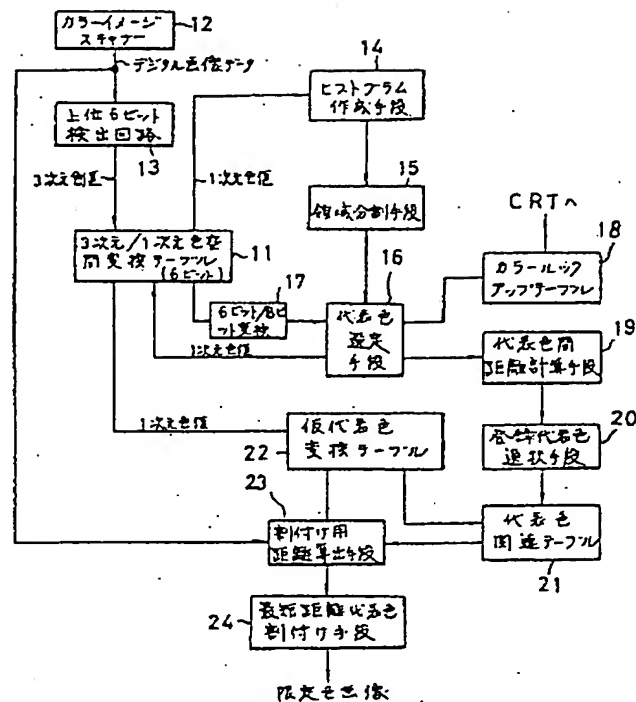 カラーイメージ
スキャナー
12
デジタル画像データ
14
ヒストグラム
作成手段
上位6ビット
検出回路
13
3次元色値
1次元色値
15
領域分割手段
CRTへ
18
3次元/1次元色空
間変換テーブル
(6ビット)
11
16
カラールック
アップテーブル
17
6ビット/8ビ
ット変換
代表色
設定
手段
1次元色値
19
代表色間
距離計算手段
1次元色値
仮代表色
変換テーブル
22
20
代表色
選択手段
23
割付け用
距離算出手段
代表色
関連テーブル
21
24
最短距離代表色
割付け手段
限定色画像